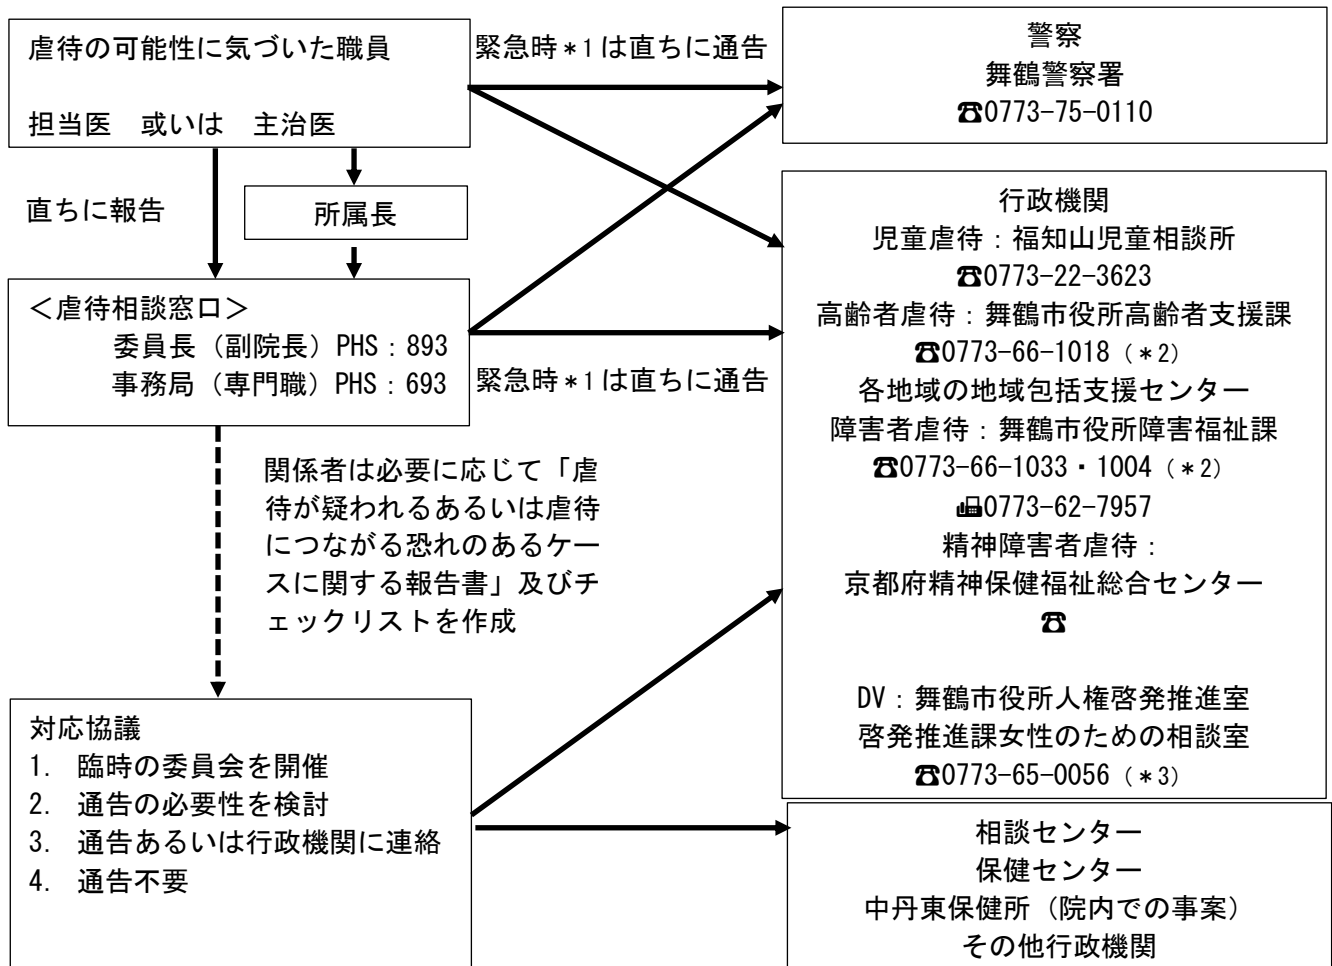 虐待の可能性に気づいた職員
担当医　或いは　主治医
緊急時*1は直ちに通告
警察
舞鶴警察署
☎0773-75-0110
直ちに報告
所属長
<虐待相談窓口>
委員長（副院長）PHS：893
事務局（専門職）PHS：693
緊急時*1は直ちに通告
行政機関
児童虐待：福知山児童相談所
☎0773-22-3623
高齢者虐待：舞鶴市役所高齢者支援課
☎0773-66-1018（*2）
各地域の地域包括支援センター
障害者虐待：舞鶴市役所障害福祉課
☎0773-66-1033・1004（*2）
📠0773-62-7957
精神障害者虐待：
京都府精神保健福祉総合センター
☎
DV：舞鶴市役所人権啓発推進室
啓発推進課女性のための相談室
☎0773-65-0056（*3）
関係者は必要に応じて「虐
待が疑われるあるいは虐待
につながる恐れのあるケー
スに関する報告書」及びチ
ェックリストを作成
対応協議
1.　臨時の委員会を開催
2.　通告の必要性を検討
3.　通告あるいは行政機関に連絡
4.　通告不要
相談センター
保健センター
中丹東保健所（院内での事案）
その他行政機関